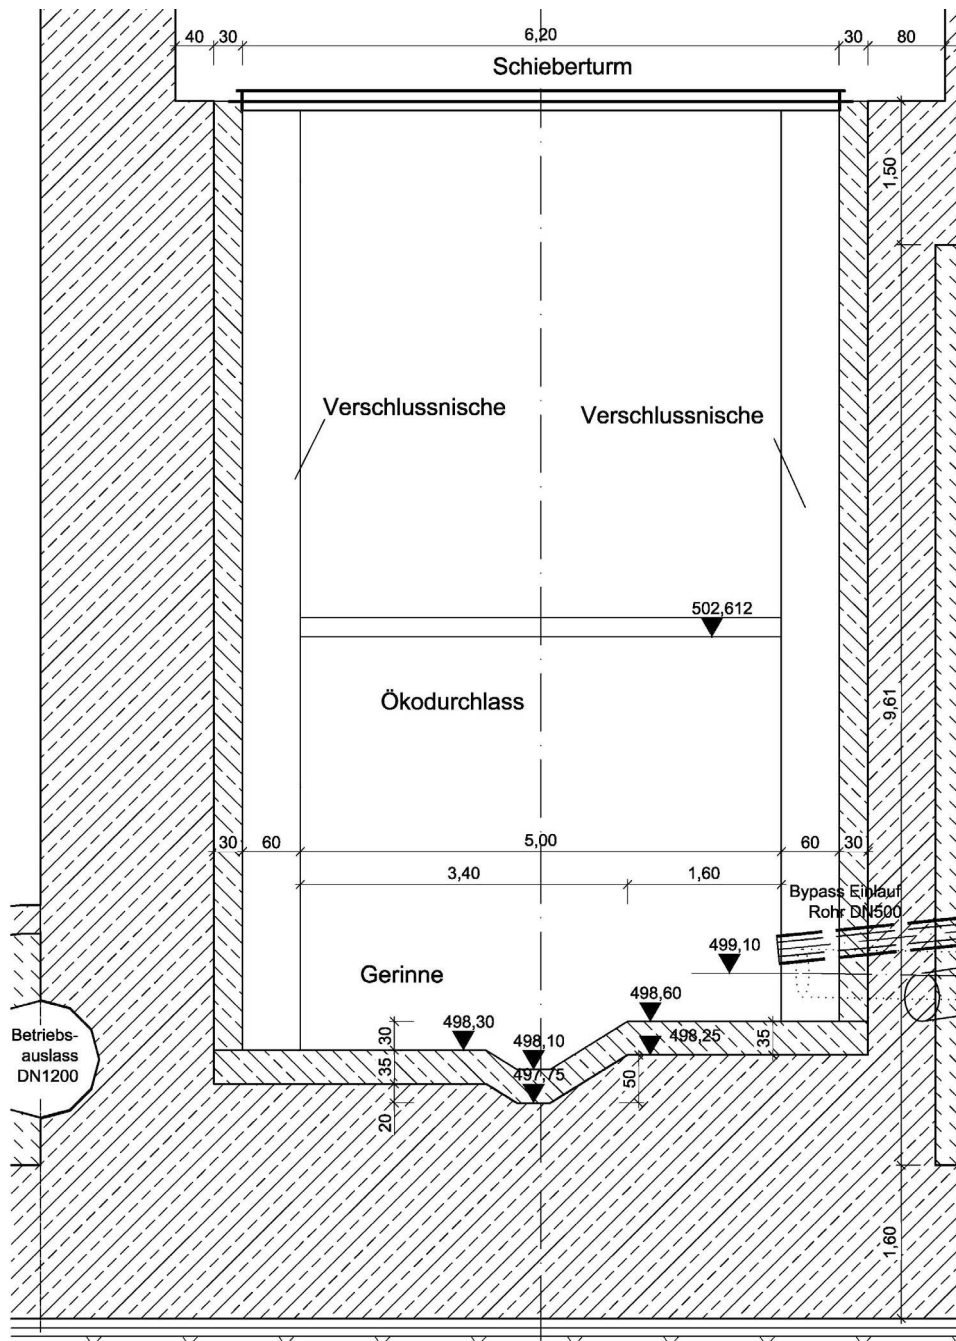 40 30 6,20 30 80
Schieberturm
1,50
Verschlussnische
Verschlussnische
502,612
Ökodurchlass
9,61
30 60 5,00 60 30
3,40 1,60
Bypass Einlauf
Rohr DN500
499,10
Gerinne
498,60
498,30
498,10
498,25
497,75
30
35
20
50
35
Betriebs-
auslass
DN1200
1,60